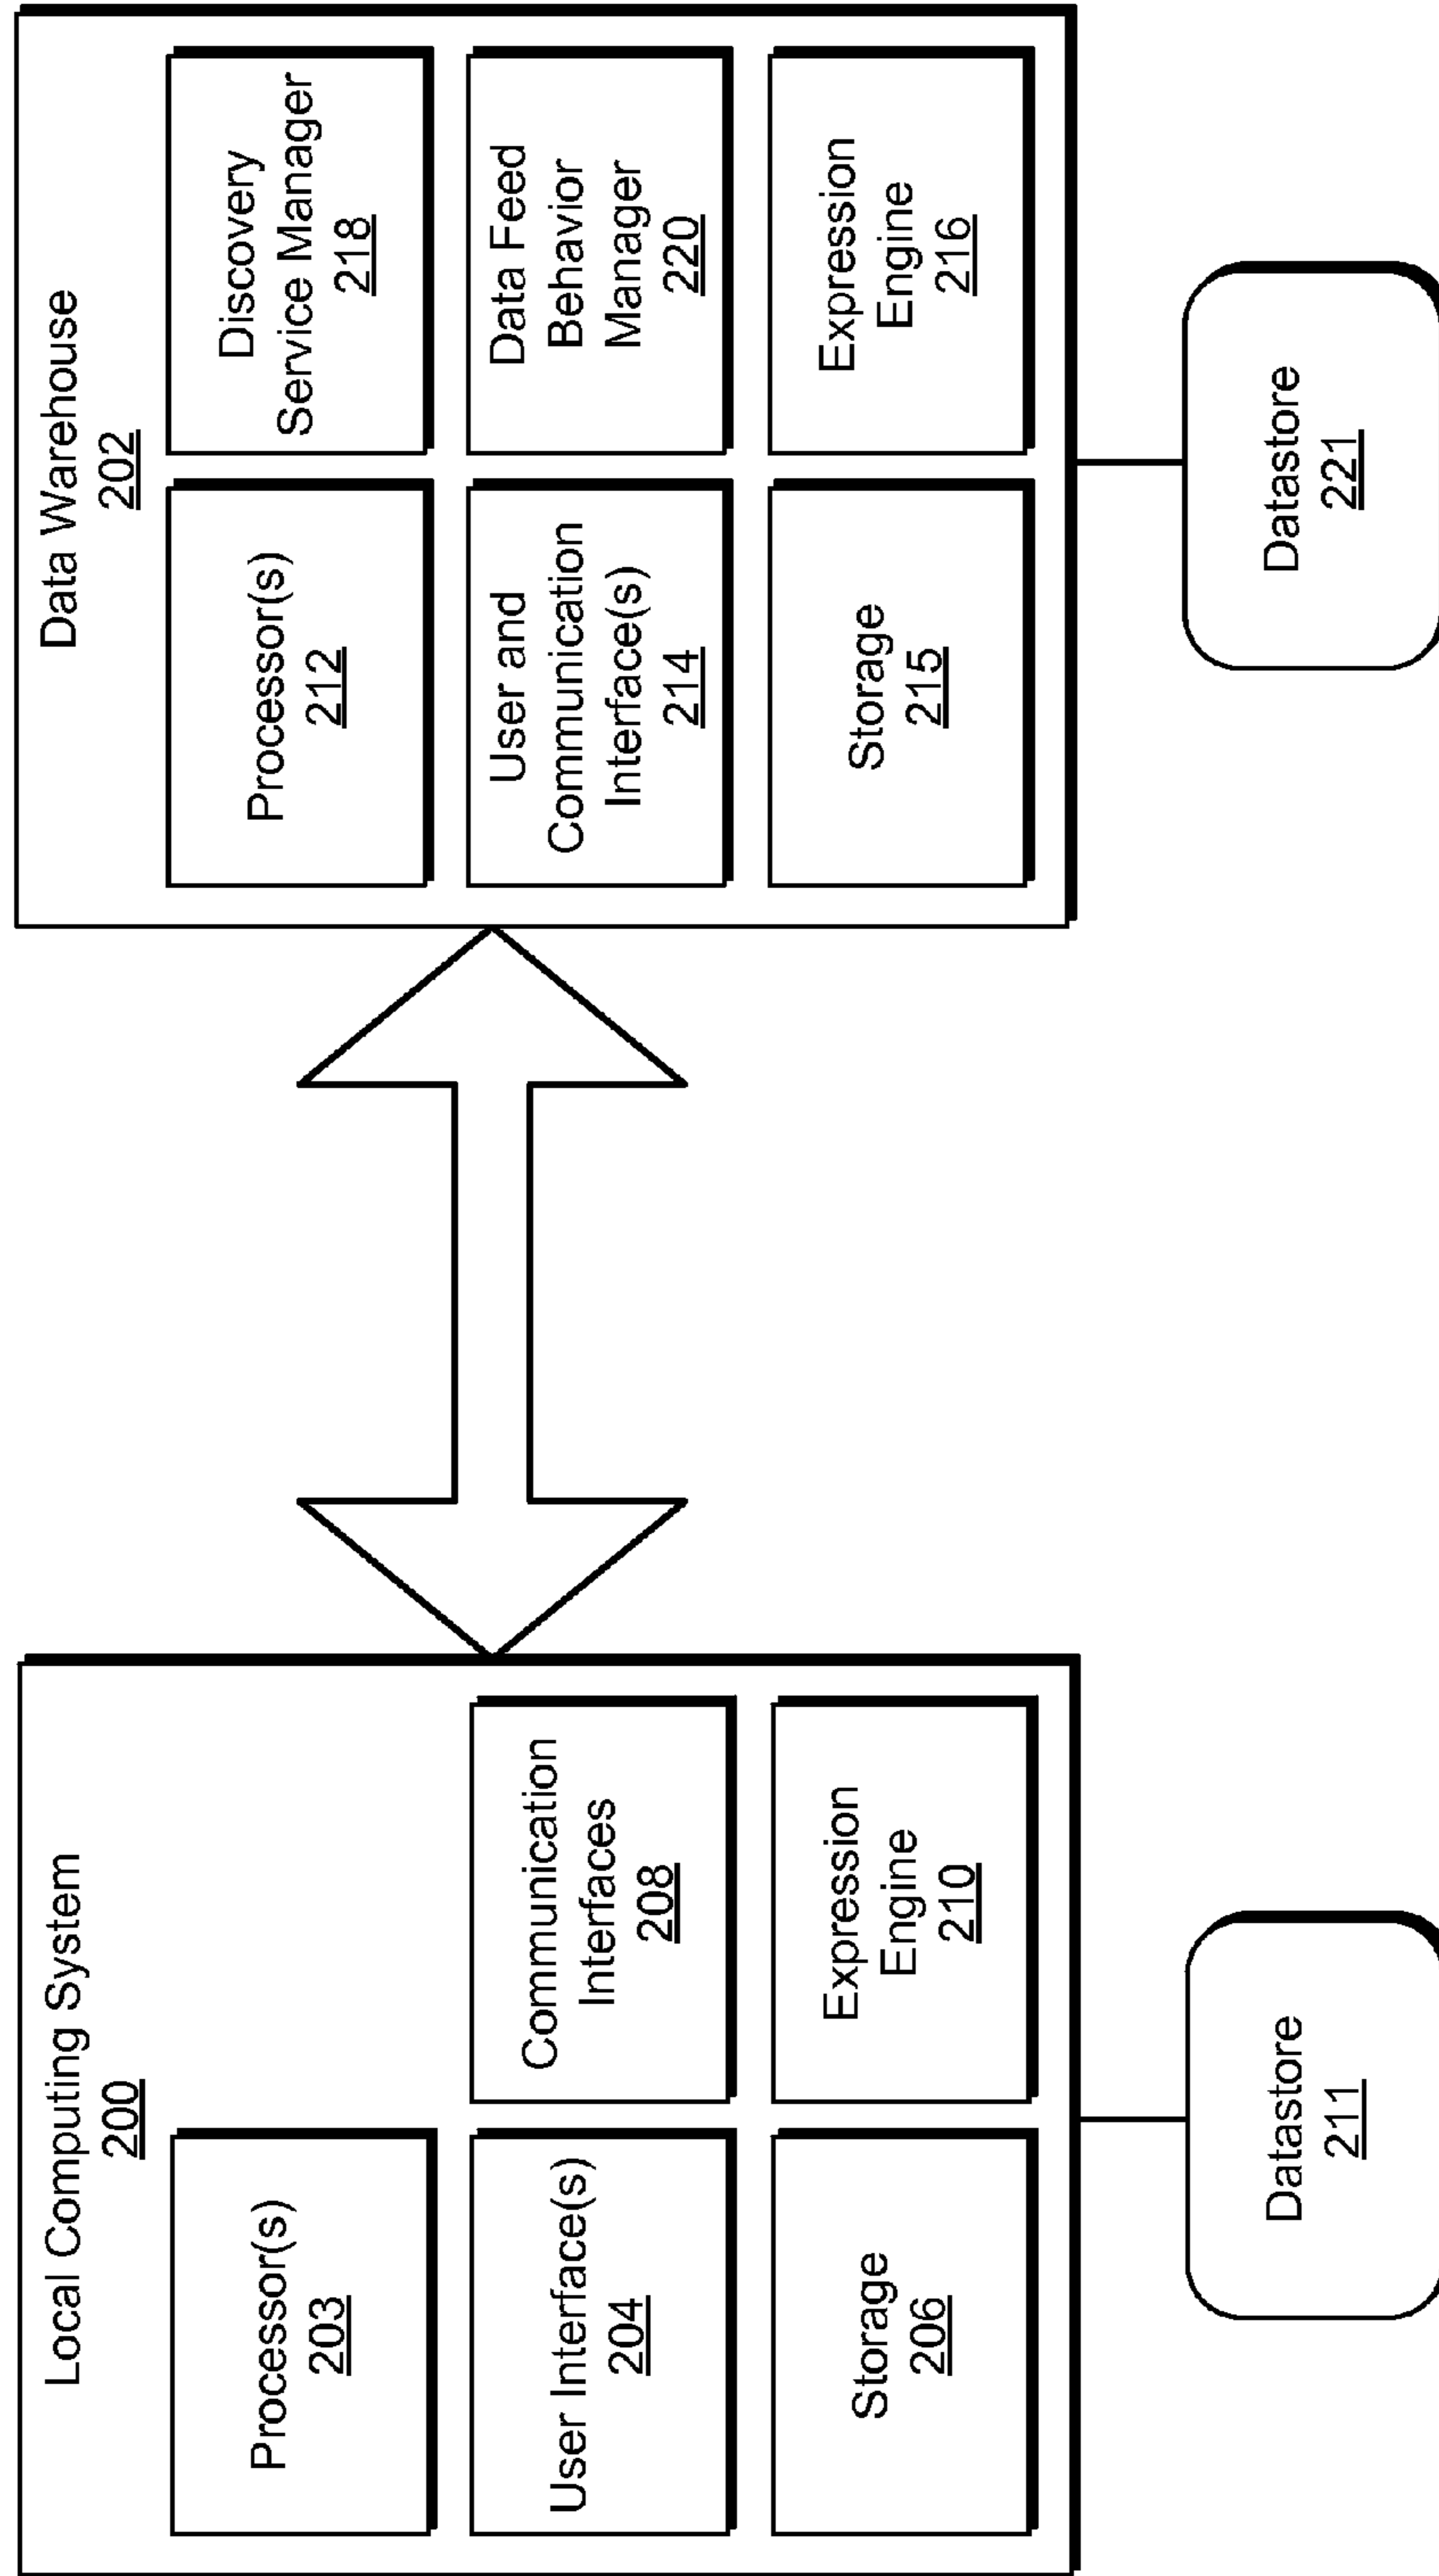 Local Computing System
200
Processor(s)
203
User Interface(s)
204
Communication
Interfaces
208
Storage
206
Expression
Engine
210
Datastore
211
Data Warehouse
202
Processor(s)
212
Discovery
Service Manager
218
User and
Communication
Interface(s)
214
Data Feed
Behavior
Manager
220
Storage
215
Expression
Engine
216
Datastore
221